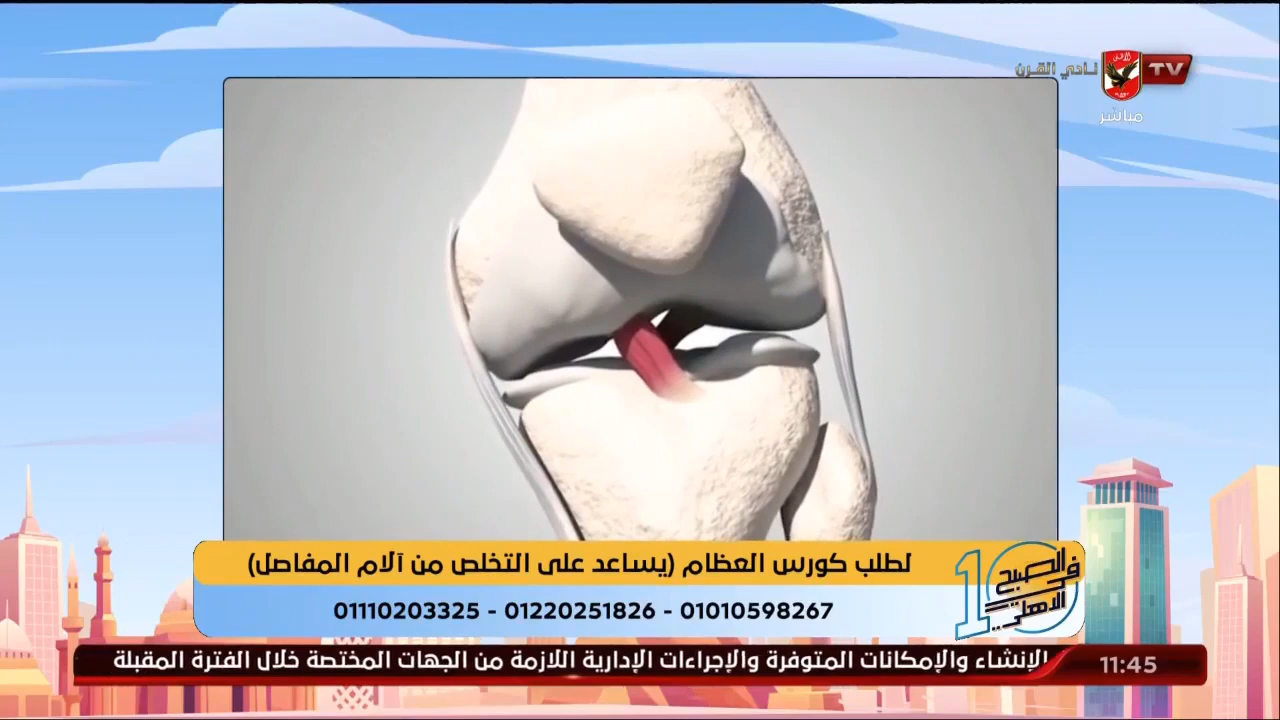 نادي القرن
الأهلي
TV
مباشر
لطلب كورس العظام (يساعد على التخلص من آلام المفاصل)
01110203325 - 01220251826 - 01010598267
10 الصبح في الأهلي
الإنشاء والإمكانات المتوفرة والإجراءات الإدارية اللازمة من الجهات المختصة خلال الفترة المقبلة
11:45